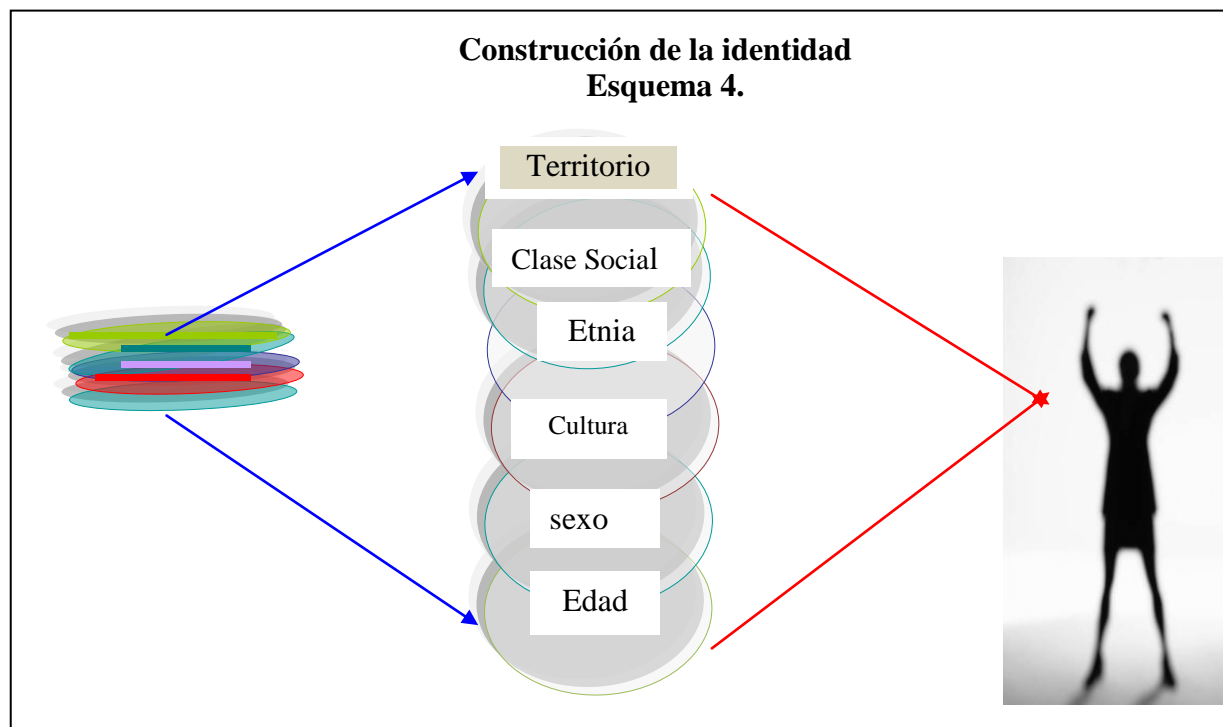 Construcción de la identidad
Esquema 4.
Territorio
Clase Social
Etnia
Cultura
sexo
Edad